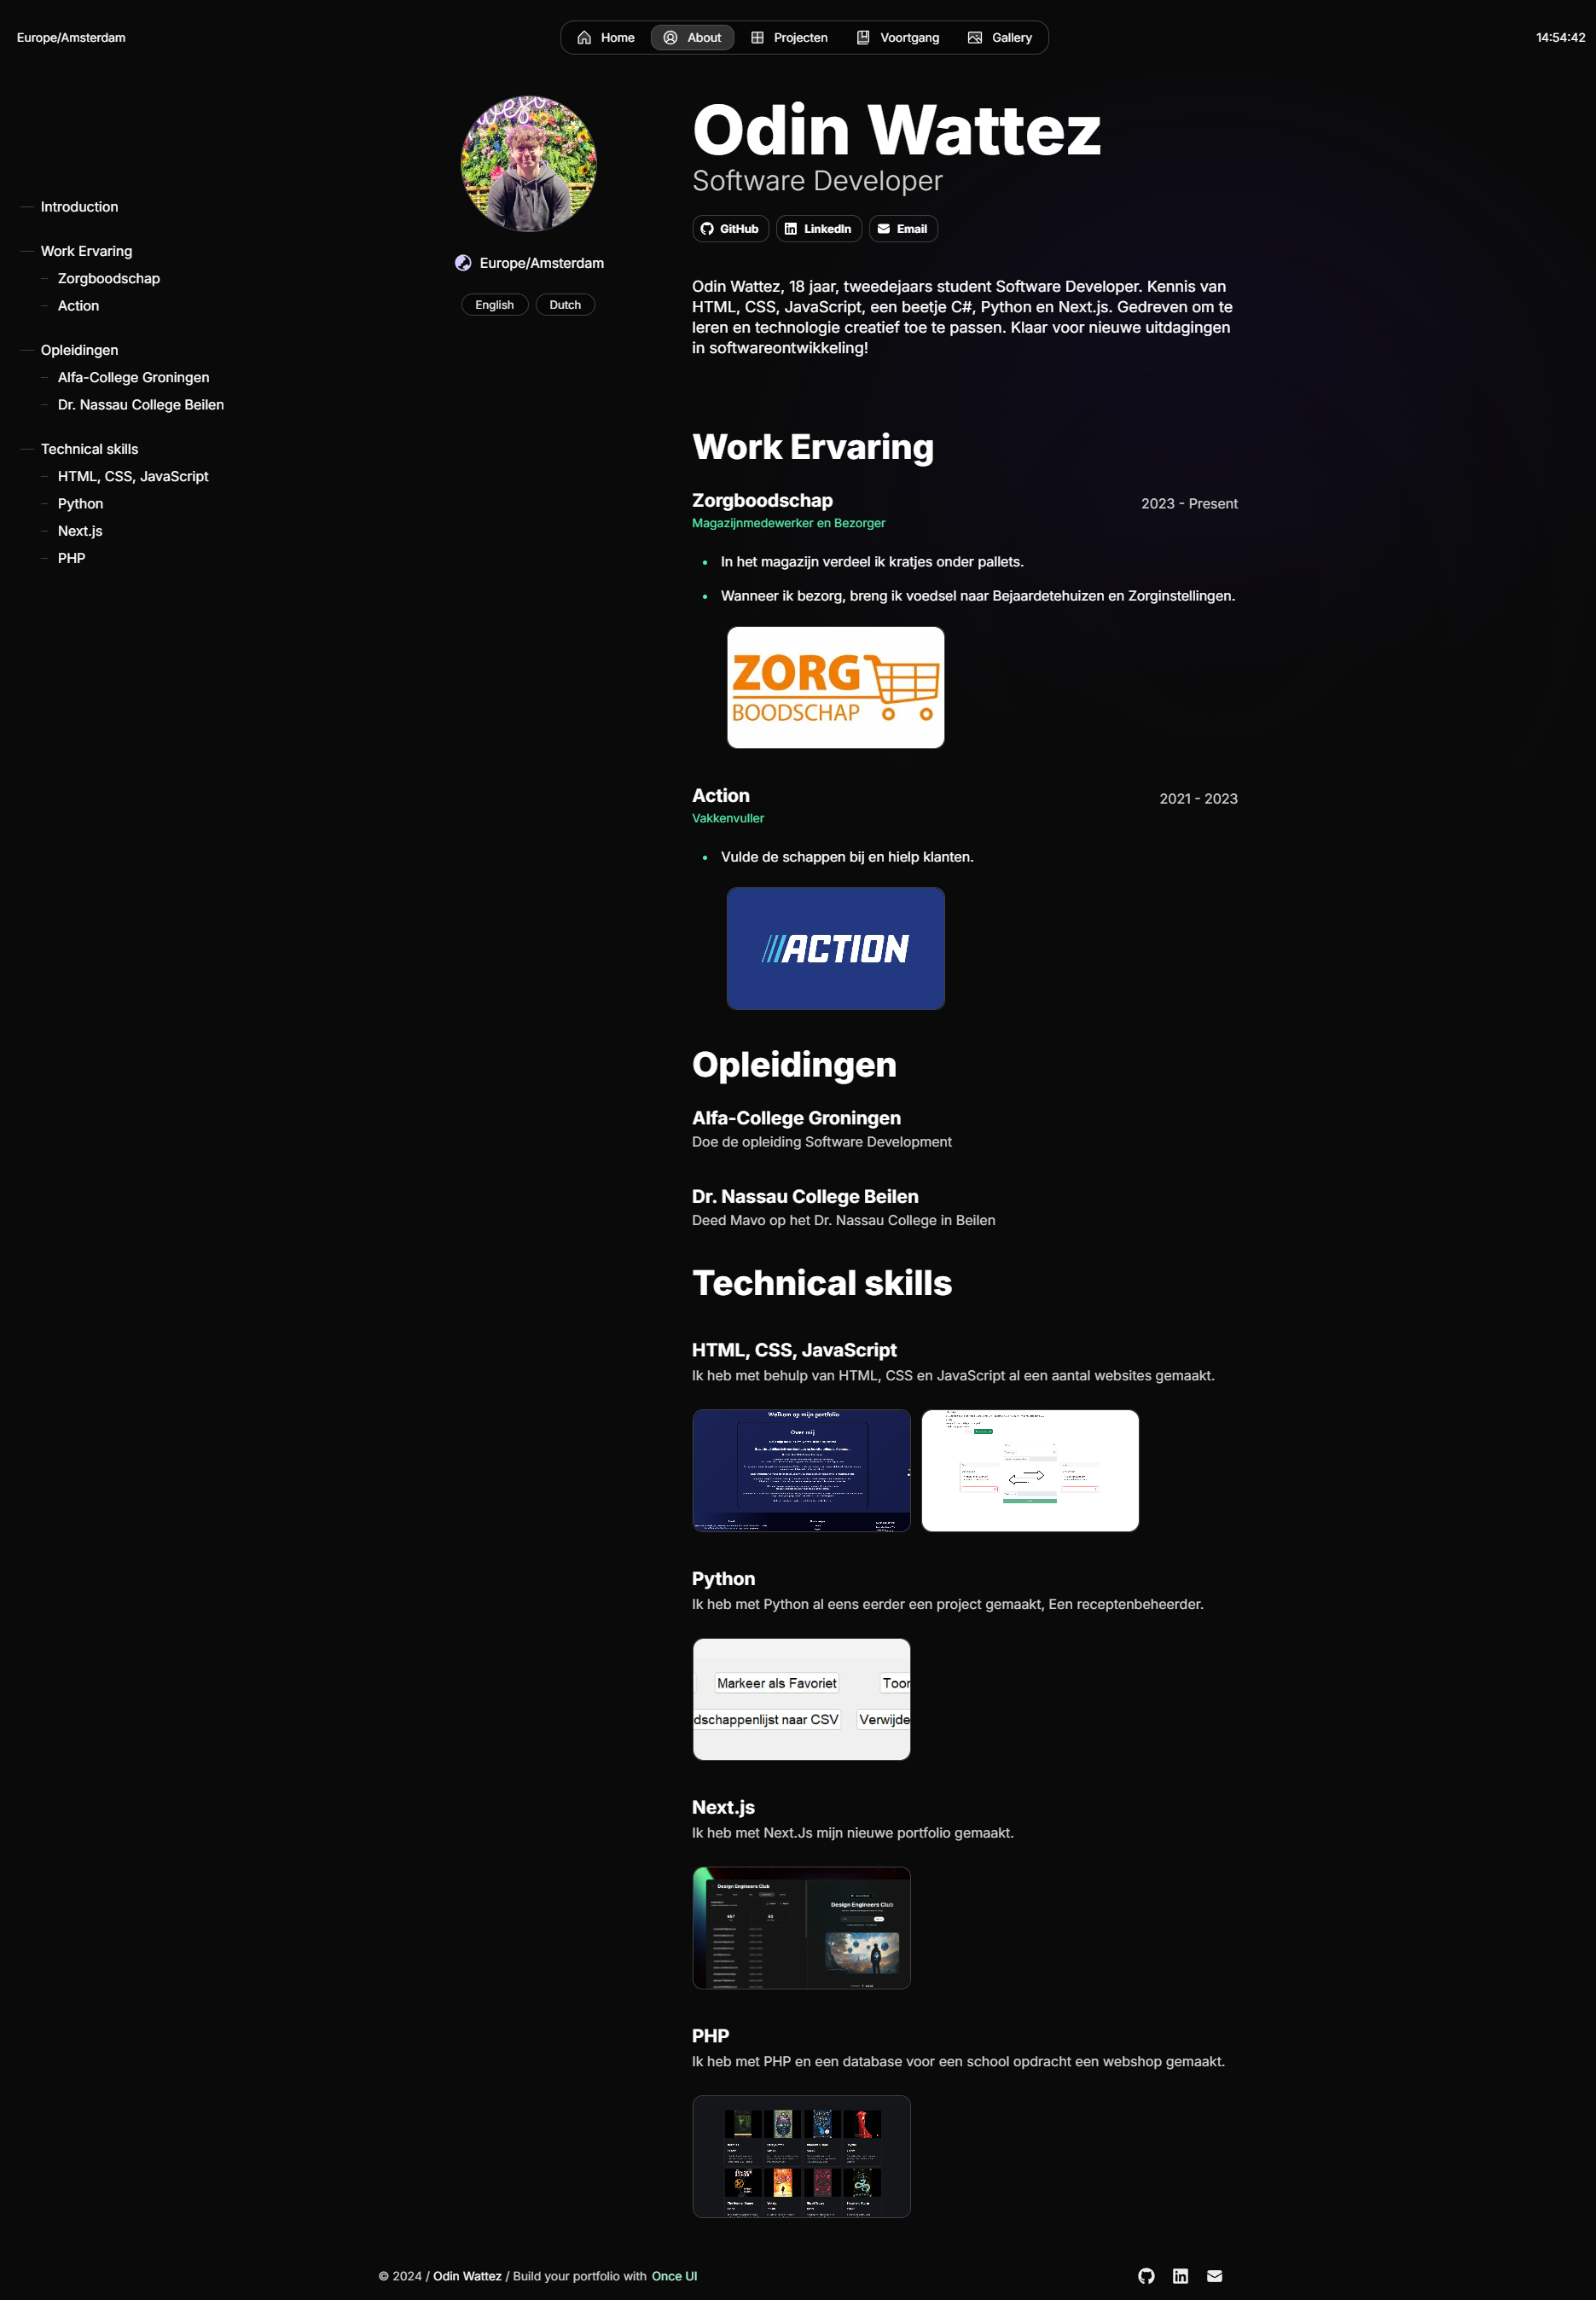 Europe/Amsterdam
Home
About
Projecten
Voortgang
Gallery
14:54:42
Introduction
Work Ervaring
Zorgboodschap
Action
Opleidingen
Alfa-College Groningen
Dr. Nassau College Beilen
Technical skills
HTML, CSS, JavaScript
Python
Next.js
PHP
Europe/Amsterdam
English
Dutch
Odin Wattez
Software Developer
GitHub
LinkedIn
Email
Odin Wattez, 18 jaar, tweedejaars student Software Developer. Kennis van
HTML, CSS, JavaScript, een beetje C#, Python en Next.js. Gedreven om te
leren en technologie creatief toe te passen. Klaar voor nieuwe uitdagingen
in softwareontwikkeling!
Work Ervaring
Zorgboodschap
2023 - Present
Magazijnmedewerker en Bezorger
In het magazijn verdeel ik kratjes onder pallets.
Wanneer ik bezorg, breng ik voedsel naar Bejaardetehuizen en Zorginstellingen.
ZORG
BOODSCHAP
Action
2021 - 2023
Vakkenvuller
Vulde de schappen bij en hielp klanten.
ACTION
Opleidingen
Alfa-College Groningen
Doe de opleiding Software Development
Dr. Nassau College Beilen
Deed Mavo op het Dr. Nassau College in Beilen
Technical skills
HTML, CSS, JavaScript
Ik heb met behulp van HTML, CSS en JavaScript al een aantal websites gemaakt.
Welkom op mijn portfolio
Over mij
Python
Ik heb met Python al eens eerder een project gemaakt, Een receptenbeheerder.
Markeer als Favoriet
Toor
dschappenlijst naar CSV
Verwijde
Next.js
Ik heb met Next.Js mijn nieuwe portfolio gemaakt.
Design Engineers Club
Design Engineers Club
PHP
Ik heb met PHP en een database voor een school opdracht een webshop gemaakt.
© 2024 / Odin Wattez / Build your portfolio with Once UI